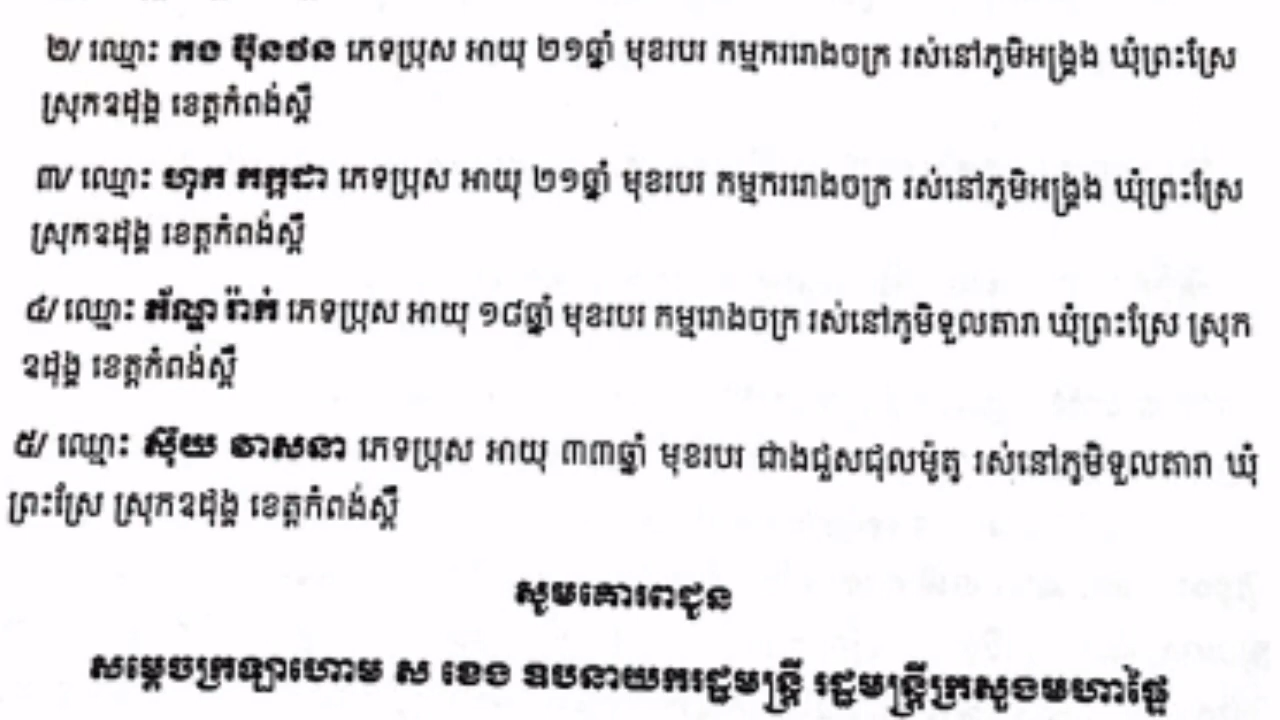 ២/ ឈ្មោះ កង ប៊ុនថន ភេទប្រុស អាយុ ២១ឆ្នាំ មុខរបរ កម្មកររោងចក្រ រស់នៅភូមិអង្គ្រង ឃុំព្រះស្រែ
ស្រុកឧដុង្គ ខេត្តកំពង់ស្ពឺ
៣/ ឈ្មោះ ហុក ភក្តដា ភេទប្រុស អាយុ ២១ឆ្នាំ មុខរបរ កម្មកររោងចក្រ រស់នៅភូមិអង្គ្រង ឃុំព្រះស្រែ
ស្រុកឧដុង្គ ខេត្តកំពង់ស្ពឺ
៤/ ឈ្មោះ ភ័ណ្ឌ រ៉ាក់ ភេទប្រុស អាយុ ១៨ឆ្នាំ មុខរបរ កម្មរោងចក្រ រស់នៅភូមិទួលតារា ឃុំព្រះស្រែ ស្រុក
ឧដុង្គ ខេត្តកំពង់ស្ពឺ
៥/ ឈ្មោះ ស៊ុយ វាសនា ភេទប្រុស អាយុ ៣៣ឆ្នាំ មុខរបរ ជាងជួសជុលម៉ូតូ រស់នៅភូមិទួលតារា ឃុំ
ព្រះស្រែ ស្រុកឧដុង្គ ខេត្តកំពង់ស្ពឺ
សូមគោរពជូន
សម្តេចក្រឡាហោម ស ខេង ឧបនាយករដ្ឋមន្ត្រី រដ្ឋមន្ត្រីក្រសួងមហាផ្ទៃ